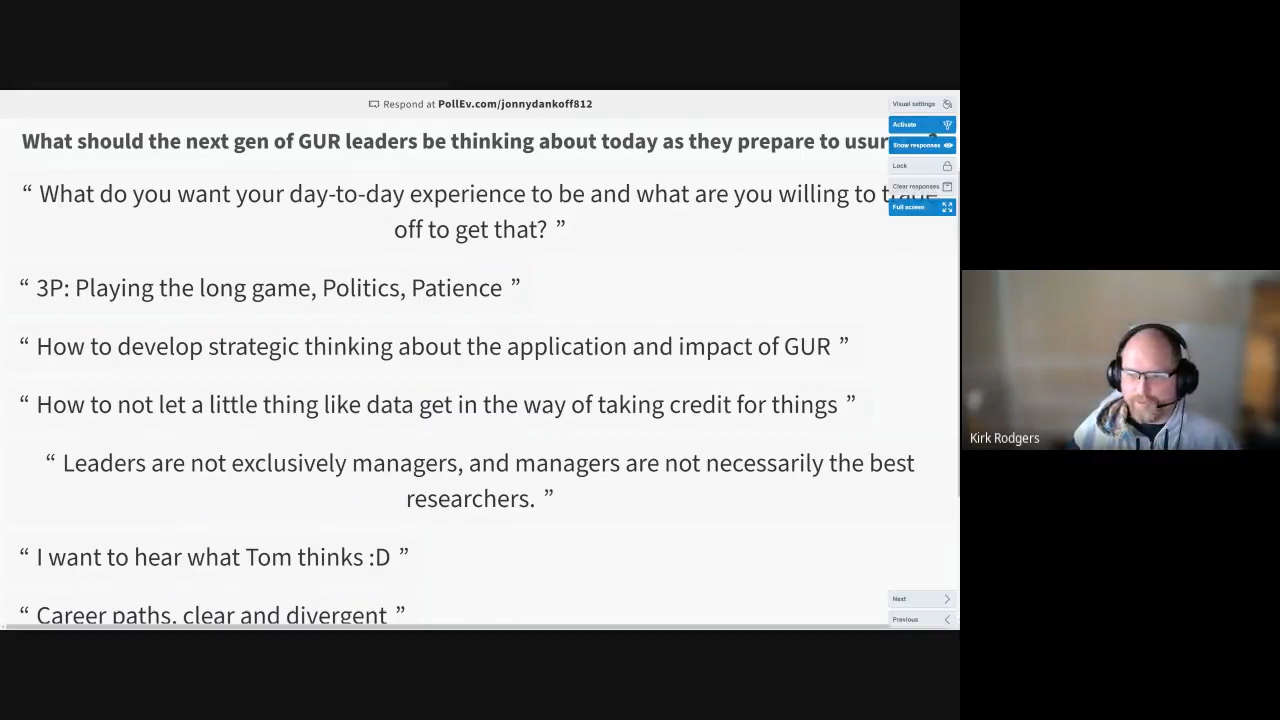 Respond at PollEv.com/jonnydankoff812
What should the next gen of GUR leaders be thinking about today as they prepare to
“ What do you want your day-to-day experience to be and what are you willing to
off to get that? ”
“ 3P: Playing the long game, Politics, Patience ”
“ How to develop strategic thinking about the application and impact of GUR ”
“ How to not let a little thing like data get in the way of taking credit for things ”
“ Leaders are not exclusively managers, and managers are not necessarily the best
researchers. ”
“ I want to hear what Tom thinks :D ”
“ Career paths, clear and divergent ”
Visual settings
Activate
Show responses
Lock
Clear responses
Full screen
Next
Previous
Kirk Rodgers